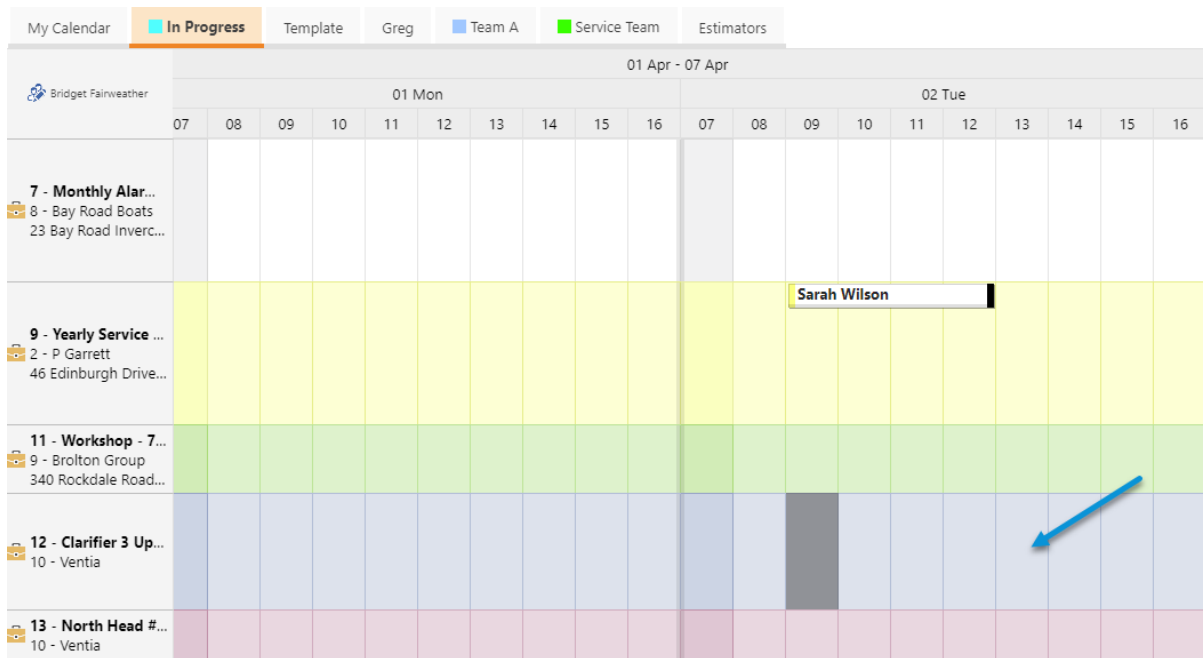 My Calendar In Progress Template Greg Team A Service Team Estimators
01 Apr - 07 Apr
Bridget Fairweather 01 Mon 02 Tue
07 08 09 10 11 12 13 14 15 16 07 08 09 10 11 12 13 14 15 16
7 - Monthly Alar...
8 - Bay Road Boats
23 Bay Road Inverc...
Sarah Wilson
9 - Yearly Service ...
2 - P Garrett
46 Edinburgh Drive...
11 - Workshop - 7...
9 - Brolton Group
340 Rockdale Road...
12 - Clarifier 3 Up...
10 - Ventia
13 - North Head #...
10 - Ventia